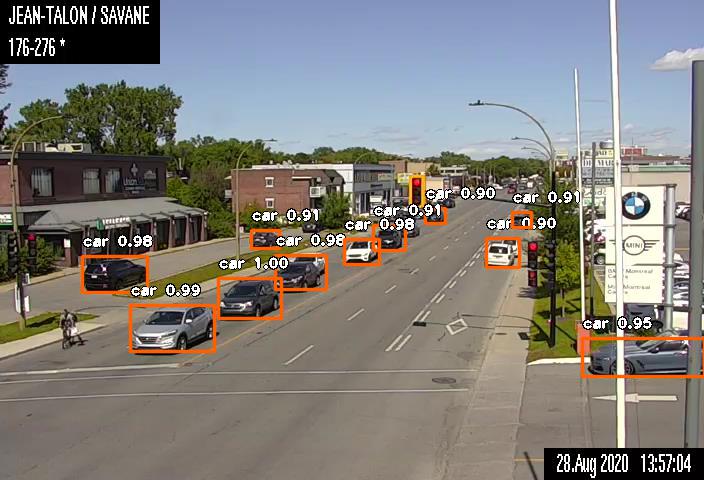 JEAN-TALON / SAVANE
176-276 *
car 0.90
car 0.91
car 0.91
car 0.91
car 0.90
car 0.98
car 0.98
car 0.98
car 1.00
car 0.99
BMW
MINI
car 0.95
28.Aug 2020 13:57:04